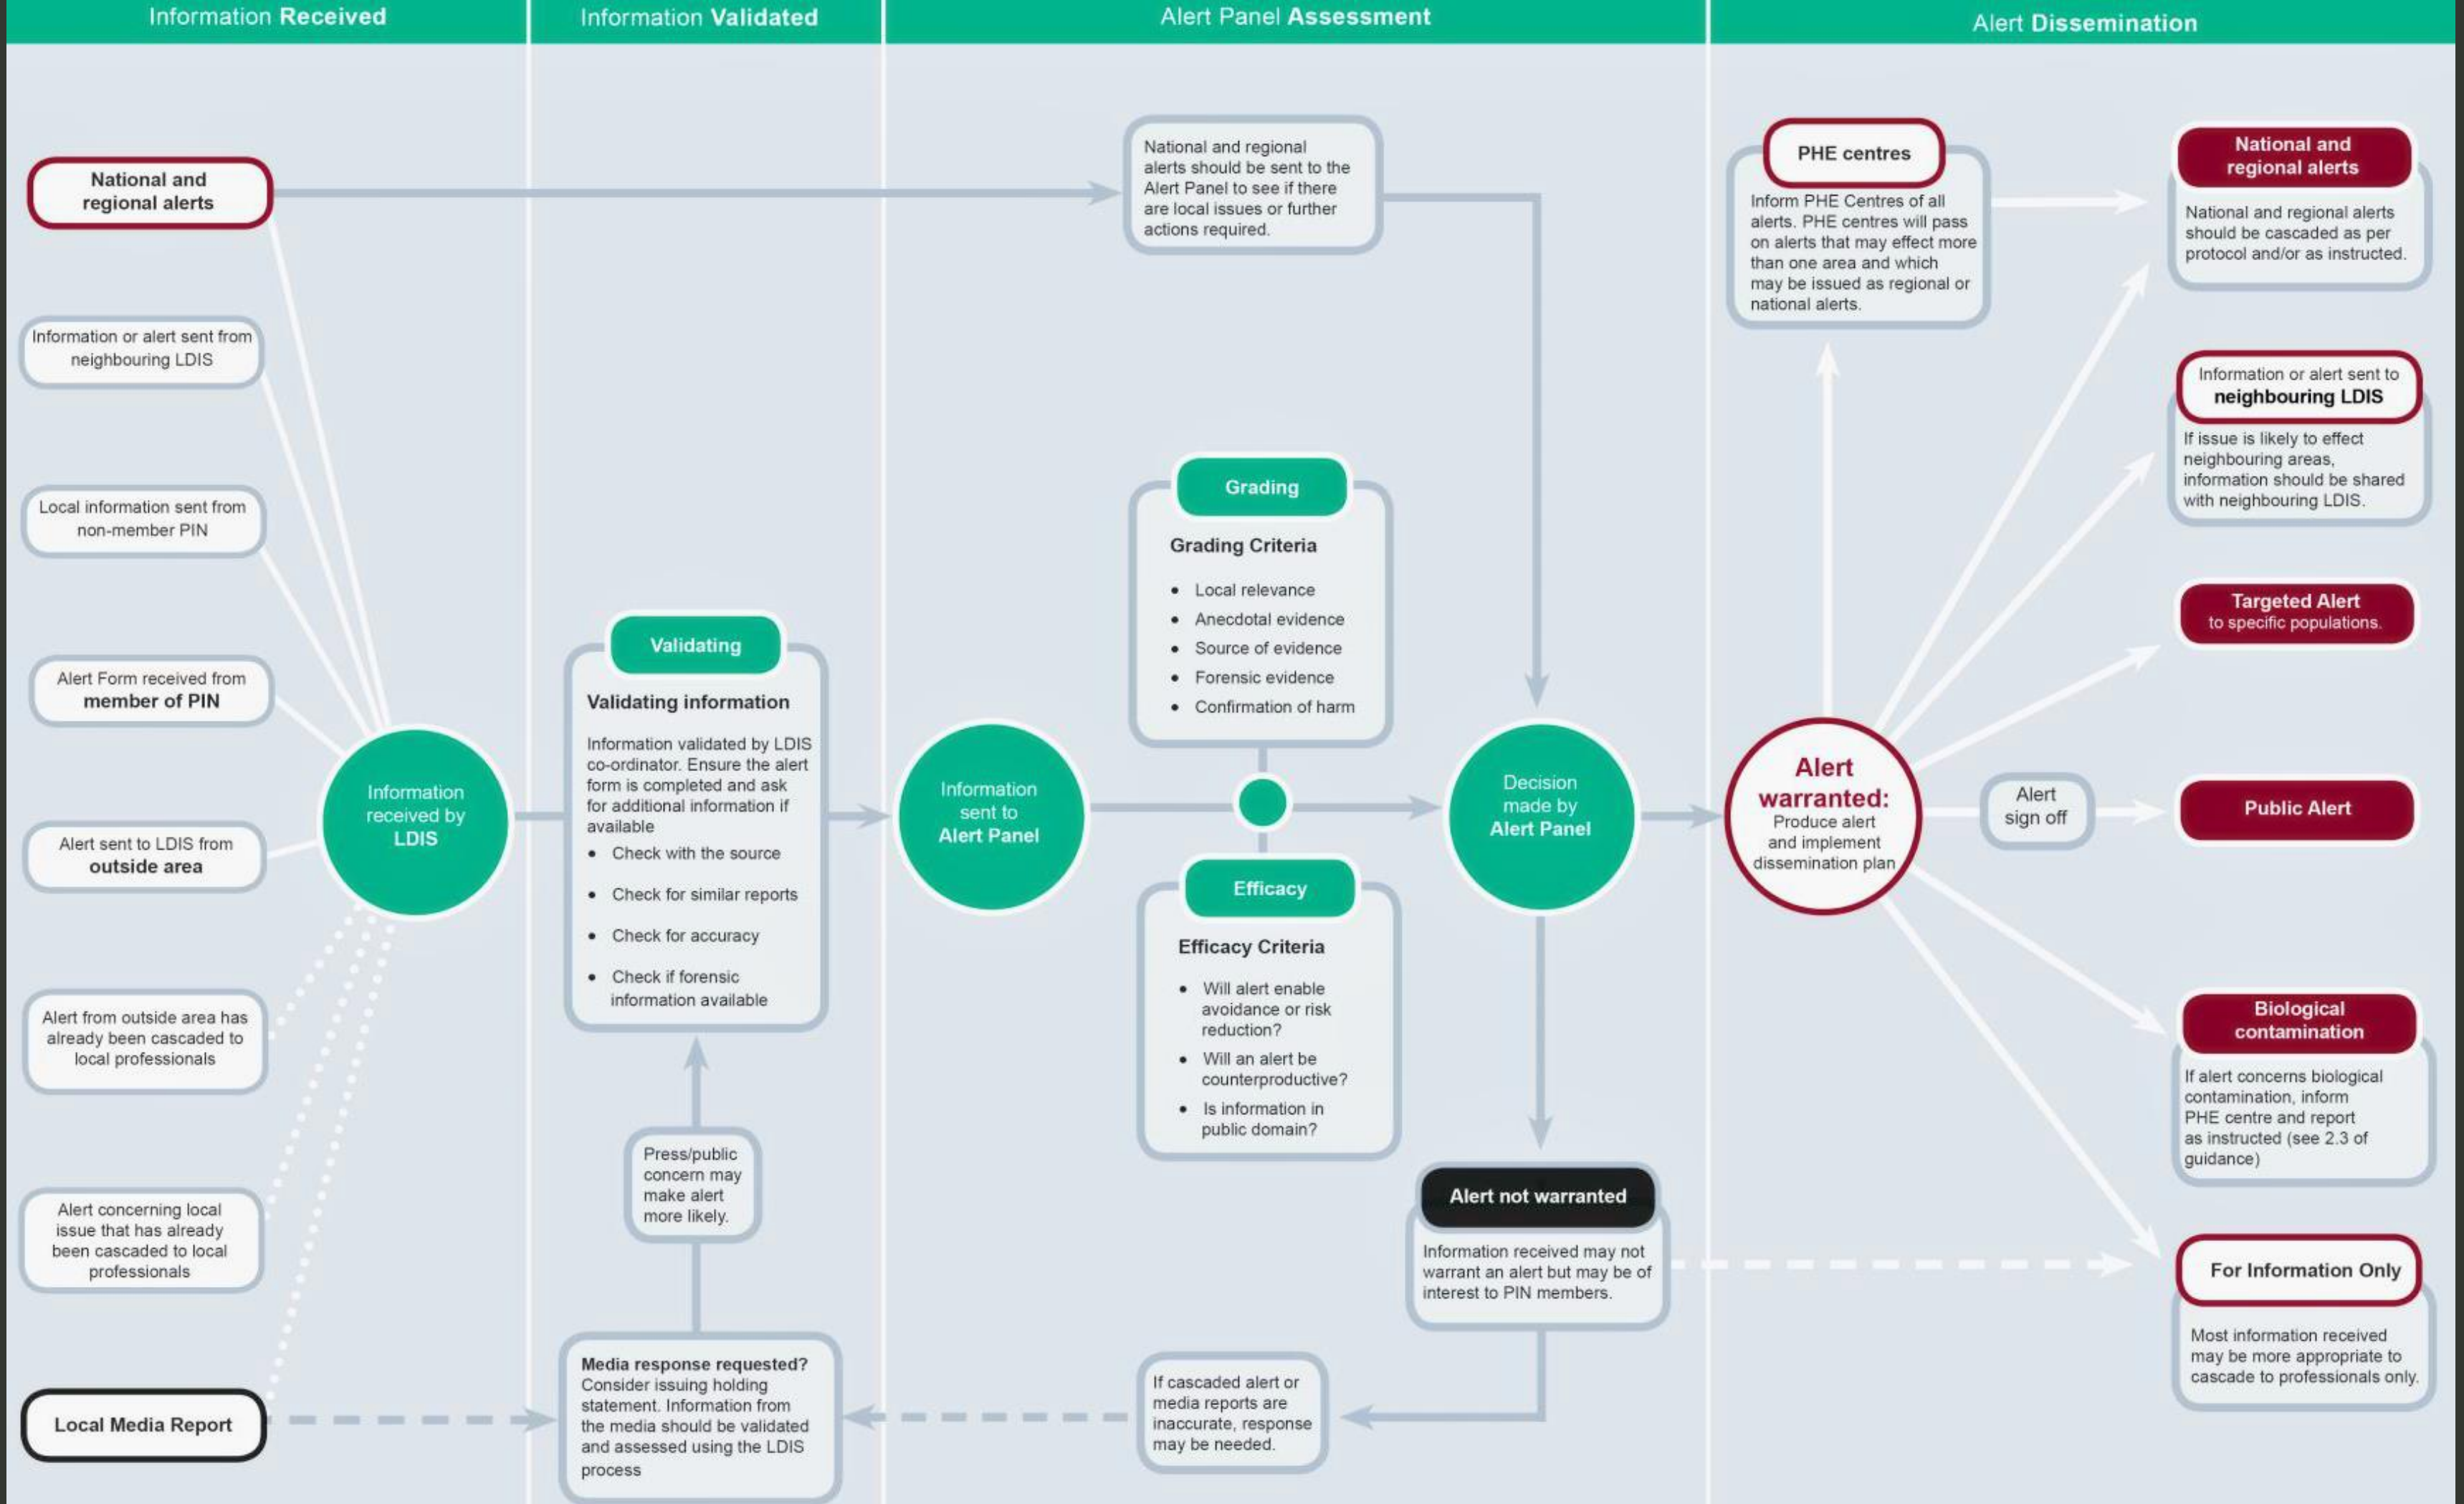 Information Received
Information Validated
Alert Panel Assessment
Alert Dissemination
National and
regional alerts
Information or alert sent from
neighbouring LDIS
Local information sent from
non-member PIN
Alert Form received from
member of PIN
Alert sent to LDIS from
outside area
Alert from outside area has
already been cascaded to
local professionals
Alert concerning local
issue that has already
been cascaded to local
professionals
Local Media Report
Information
received by
LDIS
Validating
Validating information
Information validated by LDIS
co-ordinator. Ensure the alert
form is completed and ask
for additional information if
available
• Check with the source
• Check for similar reports
• Check for accuracy
• Check if forensic
information available
Press/public
concern may
make alert
more likely.
Media response requested?
Consider issuing holding
statement. Information from
the media should be validated
and assessed using the LDIS
process
National and regional
alerts should be sent to the
Alert Panel to see if there
are local issues or further
actions required.
Information
sent to
Alert Panel
Grading
Grading Criteria
• Local relevance
• Anecdotal evidence
• Source of evidence
• Forensic evidence
• Confirmation of harm
Efficacy
Efficacy Criteria
• Will alert enable
avoidance or risk
reduction?
• Will an alert be
counterproductive?
• Is information in
public domain?
Decision
made by
Alert Panel
Alert not warranted
Information received may not
warrant an alert but may be of
interest to PIN members.
If cascaded alert or
media reports are
inaccurate, response
may be needed.
PHE centres
Inform PHE Centres of all
alerts. PHE centres will pass
on alerts that may effect more
than one area and which
may be issued as regional or
national alerts.
Alert
warranted:
Produce alert
and implement
dissemination plan
Alert
sign off
National and
regional alerts
National and regional alerts
should be cascaded as per
protocol and/or as instructed.
Information or alert sent to
neighbouring LDIS
If issue is likely to effect
neighbouring areas,
information should be shared
with neighbouring LDIS.
Targeted Alert
to specific populations.
Public Alert
Biological
contamination
If alert concerns biological
contamination, inform
PHE centre and report
as instructed (see 2.3 of
guidance)
For Information Only
Most information received
may be more appropriate to
cascade to professionals only.